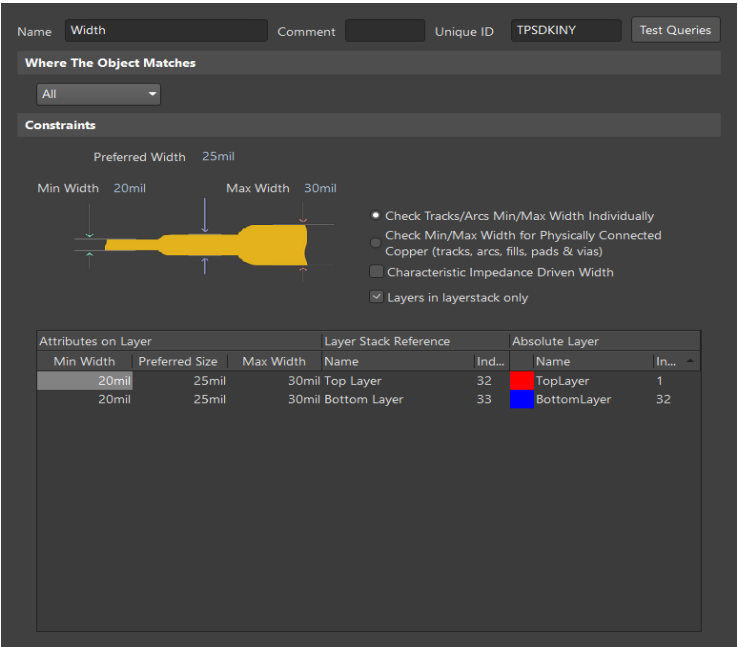 Name Width Comment Unique ID TPSDKINY Test Queries
Where The Object Matches
All
Constraints
Preferred Width 25mil
Min Width 20mil Max Width 30mil
Check Tracks/Arcs Min/Max Width Individually
Check Min/Max Width for Physically Connected
Copper (tracks, arcs, fills, pads & vias)
Characteristic Impedance Driven Width
Layers in layerstack only
Attributes on Layer Layer Stack Reference Absolute Layer
Min Width Preferred Size Max Width Name Ind... Name In...
20mil 25mil 30mil Top Layer 32 TopLayer 1
20mil 25mil 30mil Bottom Layer 33 BottomLayer 32